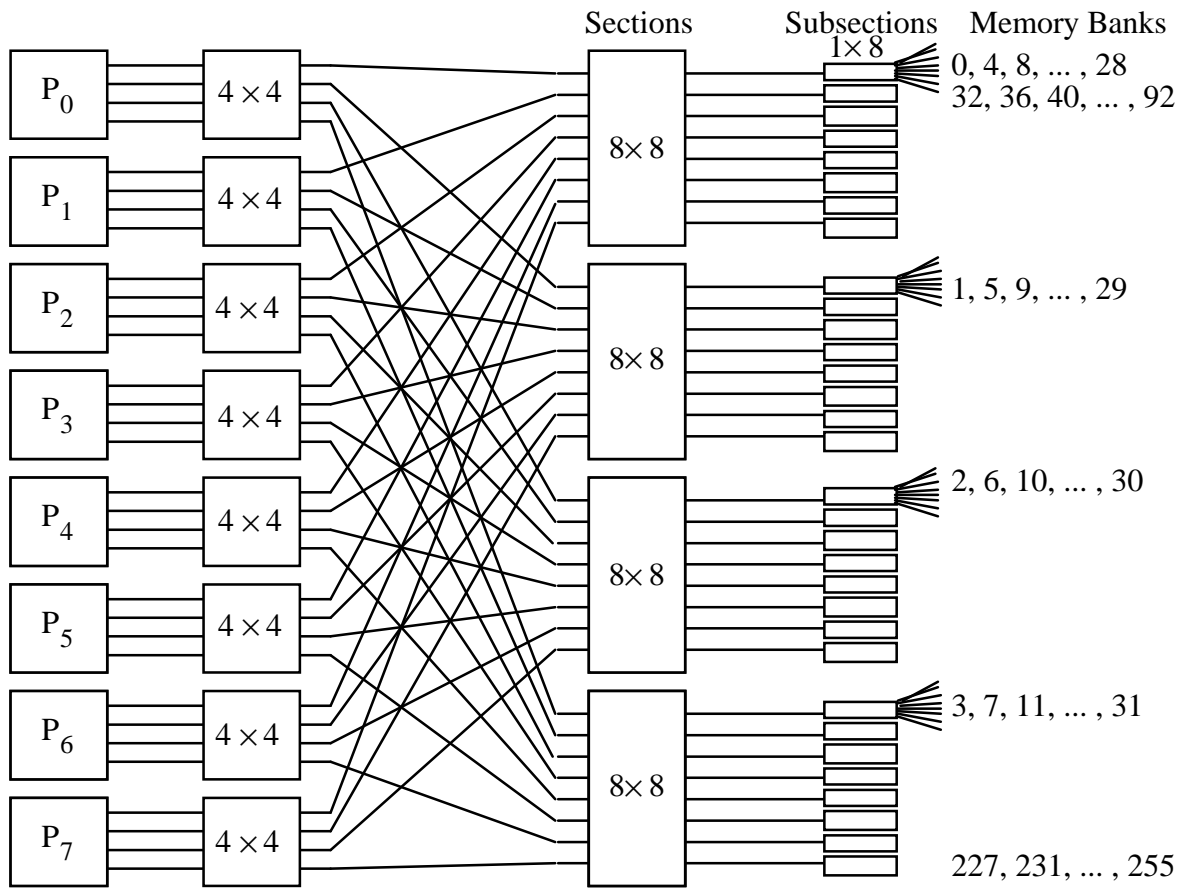 Sections Subsections Memory Banks
1×8
P0 4×4 0, 4, 8, ... , 28
32, 36, 40, ... , 92
8×8
P1 4×4
P2 4×4 1, 5, 9, ... , 29
8×8
P3 4×4
P4 4×4 2, 6, 10, ... , 30
8×8
P5 4×4
P6 4×4 3, 7, 11, ... , 31
8×8
P7 4×4
227, 231, ... , 255